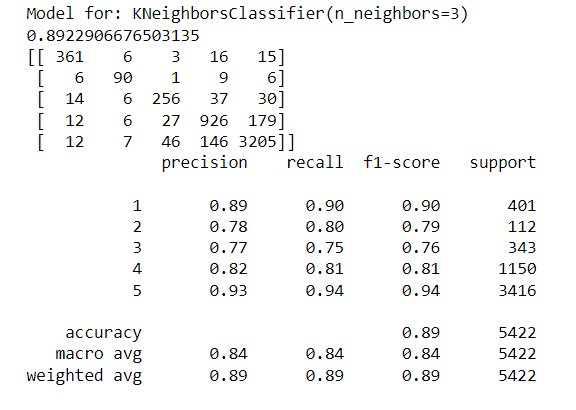 Model for: KNeighborsClassifier(n_neighbors=3)
0.8922906676503135
[[ 361    6    3   16   15]
 [   6   90    1    9    6]
 [  14    6  256   37   30]
 [  12    6   27  926  179]
 [  12    7   46  146 3205]]
              precision    recall  f1-score   support

           1       0.89      0.90      0.90       401
           2       0.78      0.80      0.79       112
           3       0.77      0.75      0.76       343
           4       0.82      0.81      0.81      1150
           5       0.93      0.94      0.94      3416

    accuracy                           0.89      5422
   macro avg       0.84      0.84      0.84      5422
weighted avg       0.89      0.89      0.89      5422